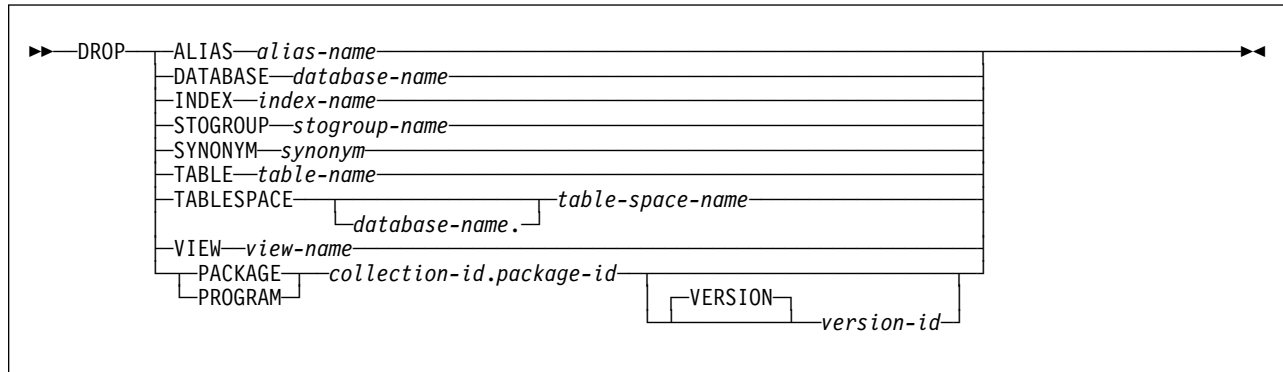 DROP ALIAS alias-name
DATABASE database-name
INDEX index-name
STOGROUP stogroup-name
SYNONYM synonym
TABLE table-name
TABLESPACE table-space-name
database-name.
VIEW view-name
PACKAGE collection-id.package-id
PROGRAM VERSION
version-id